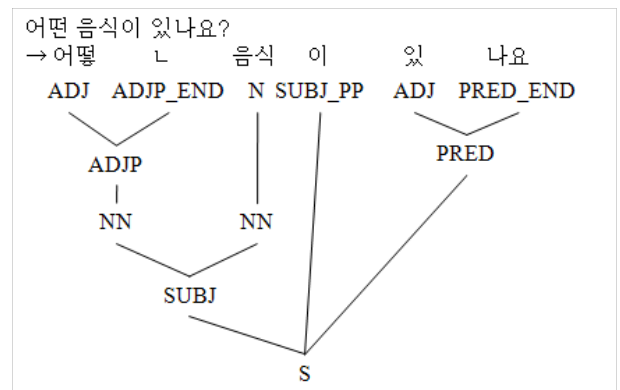 어떤 음식이 있나요?
→ 어떻 ㄴ 음식 이 있 나요
ADJ ADJP_END N SUBJ_PP ADJ PRED_END
ADJP PRED
NN NN
SUBJ
S